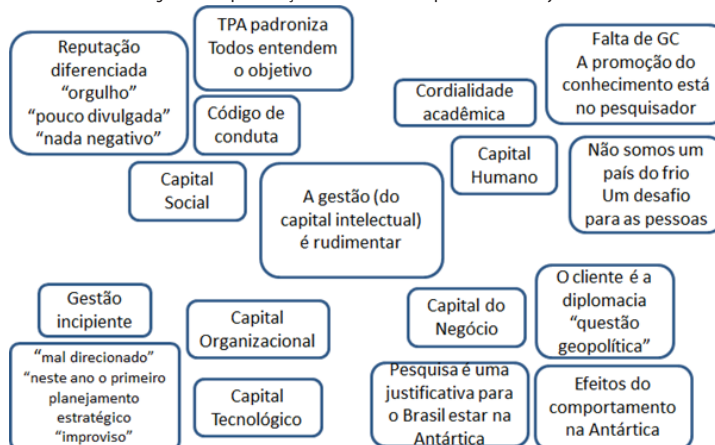 Reputação
diferenciada
“orgulho”
“pouco divulgada”
“nada negativo”
TPA padroniza
Todos entendem
o objetivo
Código de
conduta
Capital
Social
Cordialidade
acadêmica
Falta de GC
A promoção do
conhecimento está
no pesquisador
Capital
Humano
Não somos um
país do frio
Um desafio
para as pessoas
A gestão (do
capital intelectual)
é rudimentar
Gestão
incipiente
“mal direcionado”
“neste ano o primeiro
planejamento
estratégico
“improviso”
Capital
Organizacional
Capital
Tecnológico
Capital do
Negócio
O cliente é a
diplomacia
“questão
geopolítica”
Pesquisa é uma
justificativa para
o Brasil estar na
Antártica
Efeitos do
comportamento
na Antártica